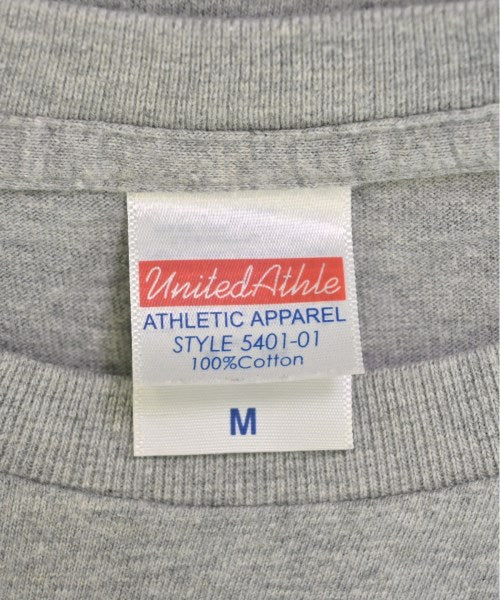 UnitedAthle
ATHLETIC APPAREL
STYLE 5401-01
100%Cotton
M